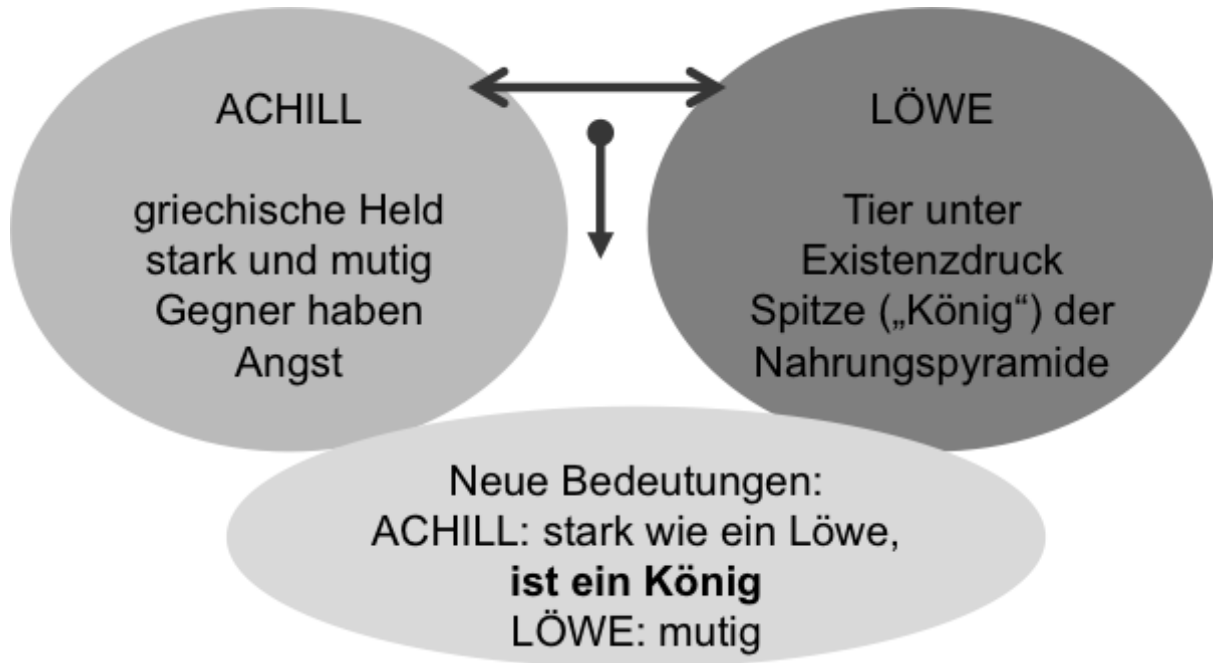 ACHILL
griechische Held
stark und mutig
Gegner haben
Angst
LÖWE
Tier unter
Existenzdruck
Spitze („König“) der
Nahrungspyramide
Neue Bedeutungen:
ACHILL: stark wie ein Löwe,
ist ein König
LÖWE: mutig